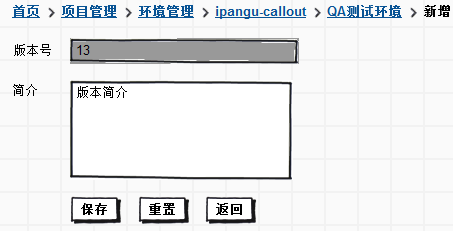 首页 > 项目管理 > 环境管理 > ipangu-callout > QA测试环境 > 新增
版本号 13
简介 版本简介
保存 重置 返回